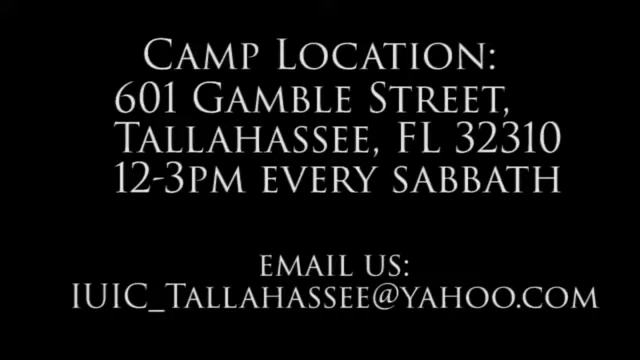 Camp Location:
601 Gamble Street,
Tallahassee, FL 32310
12-3pm every sabbath
email us:
IUIC_Tallahassee@yahoo.com